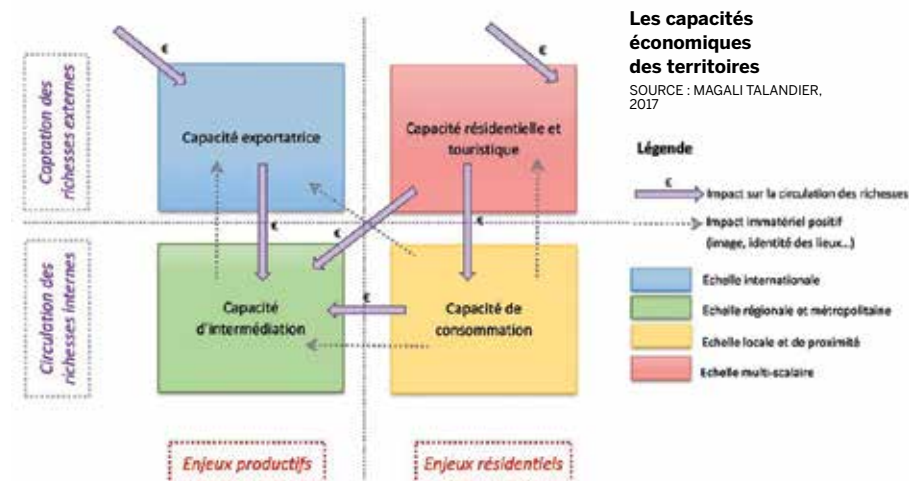 Les capacités
économiques
des territoires
SOURCE : MAGALI TALANDIER,
2017
Captation des
richesses externes
Circulation des
richesses internes
€
€
Capacité exportatrice
Capacité résidentielle et
touristique
€
€
€
Capacité
d'intermédiation
€
Capacité de
consommation
Enjeux productifs
Enjeux résidentiels
Légende
€
Impact sur la circulation des richesses
Impact immatériel positif
(image, identité des lieux...)
Echelle internationale
Echelle régionale et métropolitaine
Echelle locale et de proximité
Echelle multi-scalaire